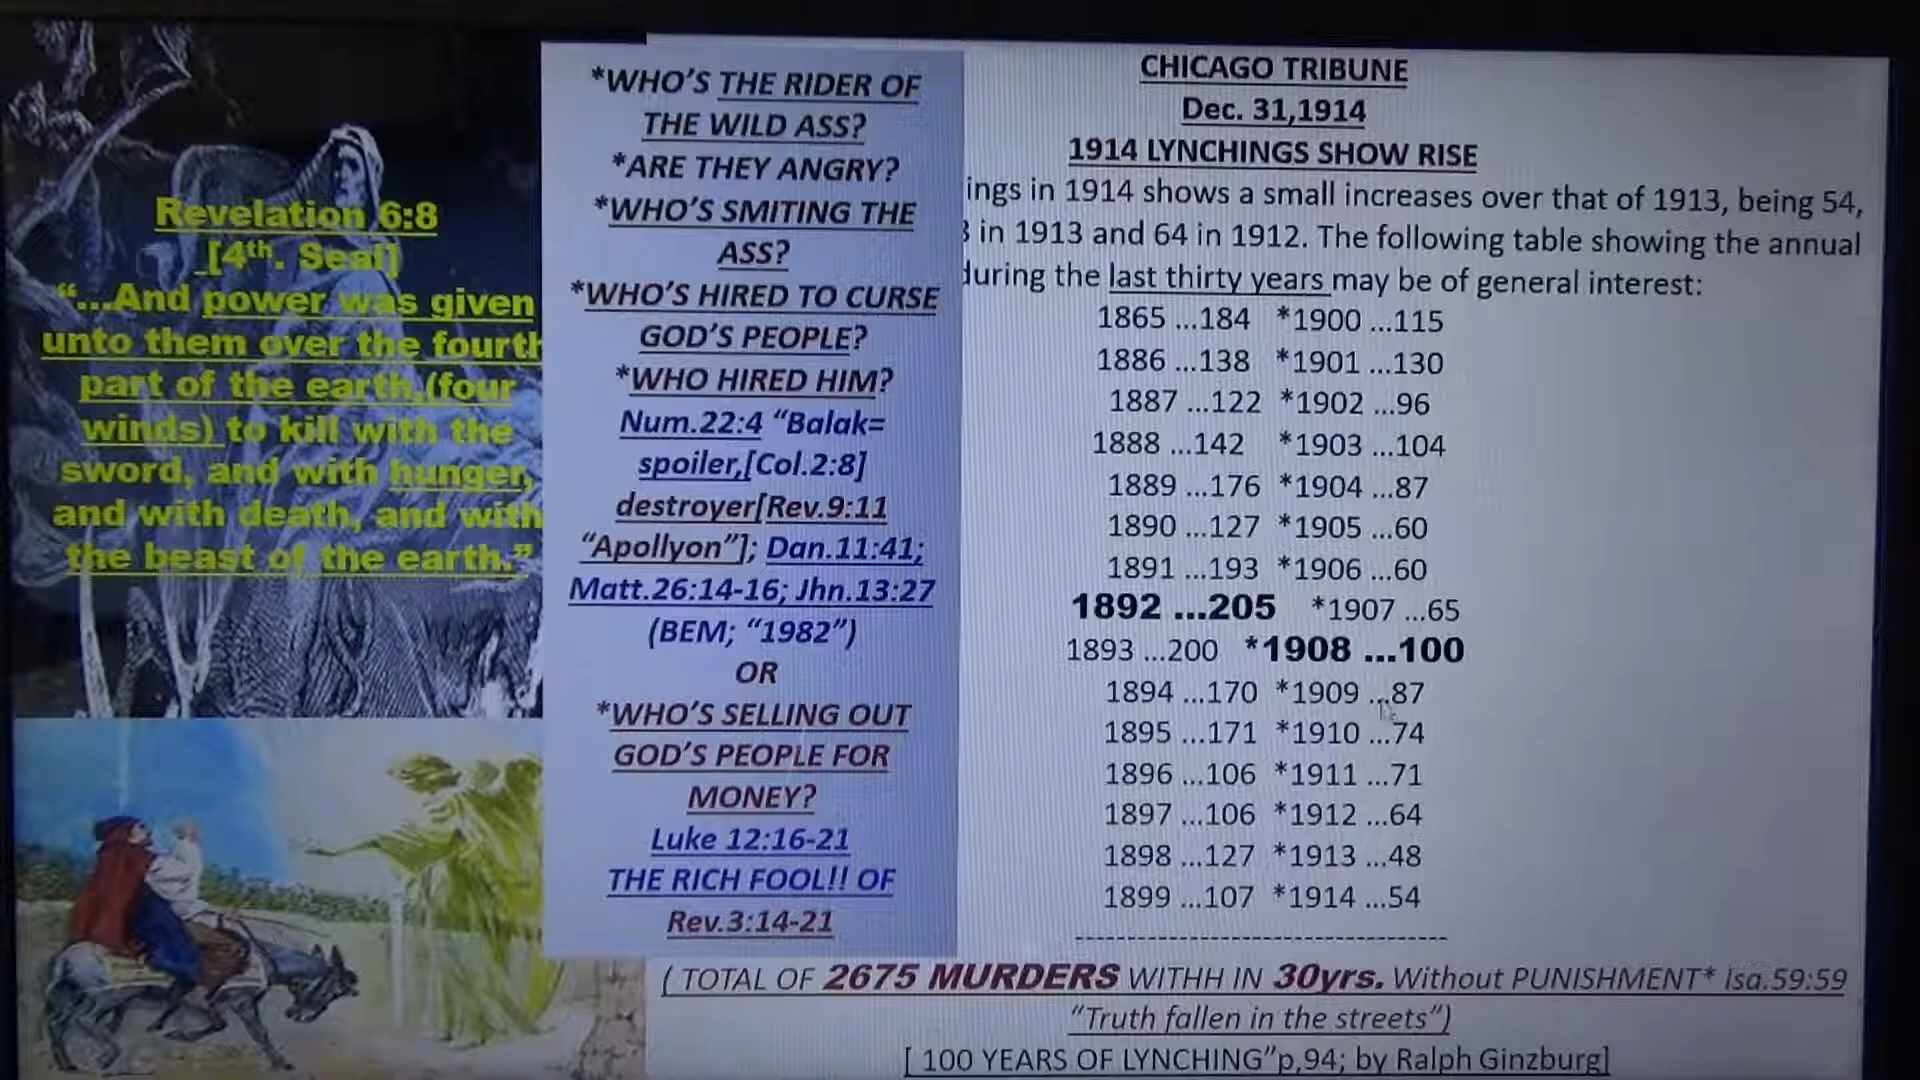 Revelation 6:8
[4th. Seal]
“...And power was given
unto them over the fourth
part of the earth,(four
winds) to kill with the
sword, and with hunger,
and with death, and with
the beast of the earth.”
*WHO’S THE RIDER OF
THE WILD ASS?
*ARE THEY ANGRY?
*WHO’S SMITING THE
ASS?
*WHO’S HIRED TO CURSE
GOD’S PEOPLE?
*WHO HIRED HIM?
Num.22:4 “Balak=
spoiler,[Col.2:8]
destroyer[Rev.9:11
“Apollyon”]; Dan.11:41;
Matt.26:14-16; Jhn.13:27
(BEM; “1982”)
OR
*WHO’S SELLING OUT
GOD’S PEOPLE FOR
MONEY?
Luke 12:16-21
THE RICH FOOL!! OF
Rev.3:14-21
CHICAGO TRIBUNE
Dec. 31,1914
1914 LYNCHINGS SHOW RISE
ings in 1914 shows a small increases over that of 1913, being 54,
in 1913 and 64 in 1912. The following table showing the annual
during the last thirty years may be of general interest:
1865 ...184 *1900 ...115
1886 ...138 *1901 ...130
1887 ...122 *1902 ...96
1888 ...142 *1903 ...104
1889 ...176 *1904 ...87
1890 ...127 *1905 ...60
1891 ...193 *1906 ...60
1892 ...205 *1907 ...65
1893 ...200 *1908 ...100
1894 ...170 *1909 ...87
1895 ...171 *1910 ...74
1896 ...106 *1911 ...71
1897 ...106 *1912 ...64
1898 ...127 *1913 ...48
1899 ...107 *1914 ...54
----------------------------------
( TOTAL OF 2675 MURDERS WITHH IN 30yrs. Without PUNISHMENT* Isa.59:59
“Truth fallen in the streets”)
[ 100 YEARS OF LYNCHING”p,94; by Ralph Ginzburg]